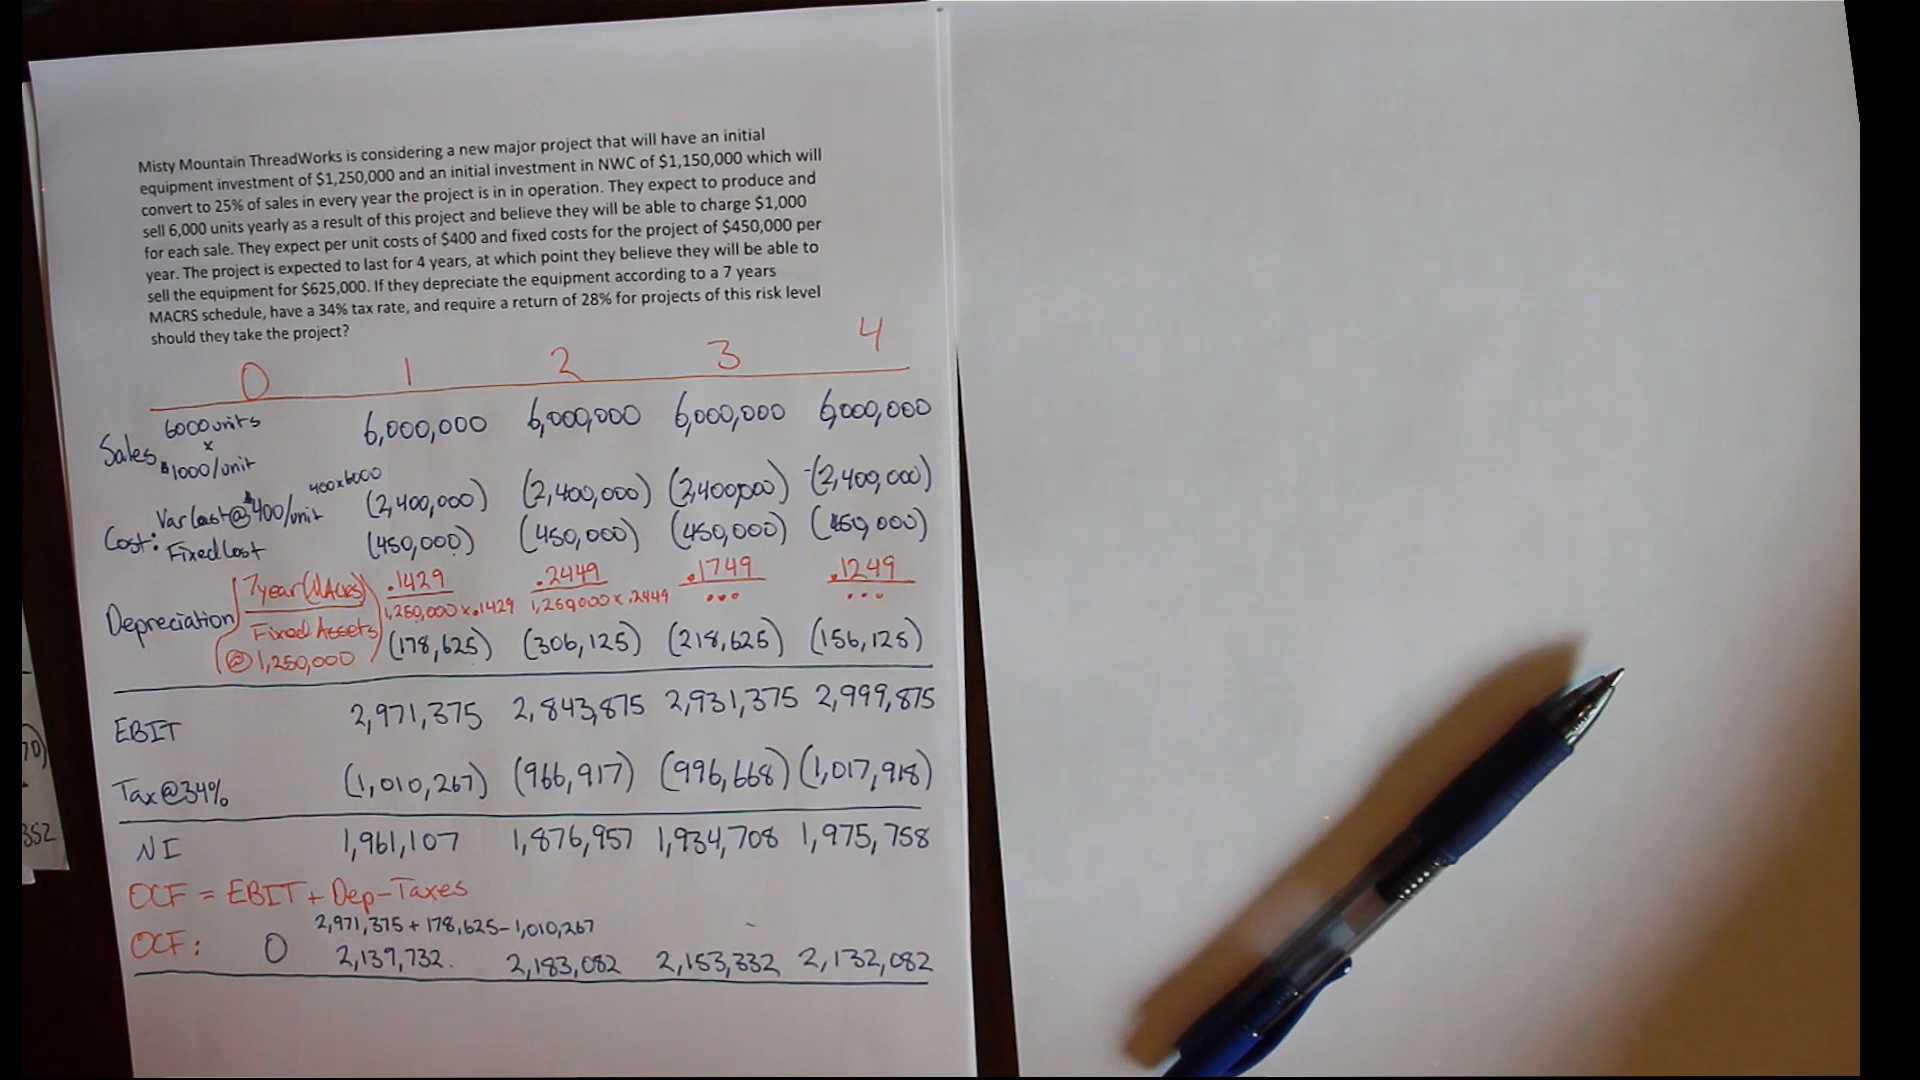 Misty Mountain ThreadWorks is considering a new major project that will have an initial
equipment investment of $1,250,000 and an initial investment in NWC of $1,150,000 which will
convert to 25% of sales in every year the project is in in operation. They expect to produce and
sell 6,000 units yearly as a result of this project and believe they will be able to charge $1,000
for each sale. They expect per unit costs of $400 and fixed costs for the project of $450,000 per
year. The project is expected to last for 4 years, at which point they believe they will be able to
sell the equipment for $625,000. If they depreciate the equipment according to a 7 years
MACRS schedule, have a 34% tax rate, and require a return of 28% for projects of this risk level
should they take the project?
0 1 2 3 4
Sales 6000 units x $1000/unit 6,000,000 6,000,000 6,000,000 6,000,000
Cost: Var Cost @ $400/unit 400x6000 (2,400,000) (2,400,000) (2,400,000) (2,400,000)
Fixed Cost (450,000) (450,000) (450,000) (450,000)
Depreciation 7year (MACRS) .1429 .2449 .1749 .1249
Fixed Assets 1,250,000 x .1429 1,250,000 x .2449 ... ...
@ 1,250,000 (178,625) (306,125) (218,625) (156,125)
EBIT 2,971,375 2,843,875 2,931,375 2,999,875
Tax @ 34% (1,010,267) (966,917) (996,668) (1,017,918)
NI 1,961,107 1,876,957 1,934,708 1,975,758
OCF = EBIT + Dep - Taxes
2,971,375 + 178,625 - 1,010,267
OCF: 0 2,139,732. 2,183,082 2,153,332 2,132,082
70)
352